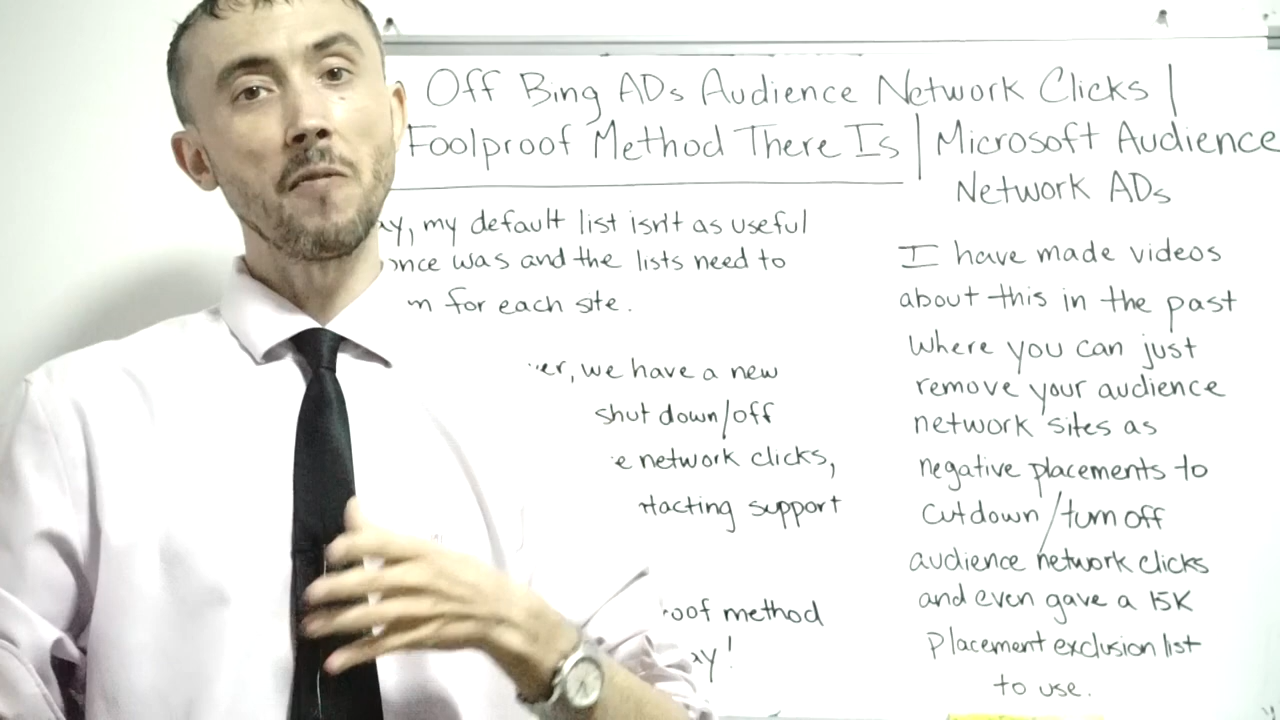 Off Bing ADs Audience Network Clicks |
Foolproof Method There Is | Microsoft Audience
Network ADs
my default list isn't as useful
was and the lists need to
for each site.
we have a new
shut down/off
network clicks,
support
method
I have made videos
about this in the past
where you can just
remove your audience
network sites as
negative placements to
cut down/turn off
audience network clicks
and even gave a 15K
placement exclusion list
to use.